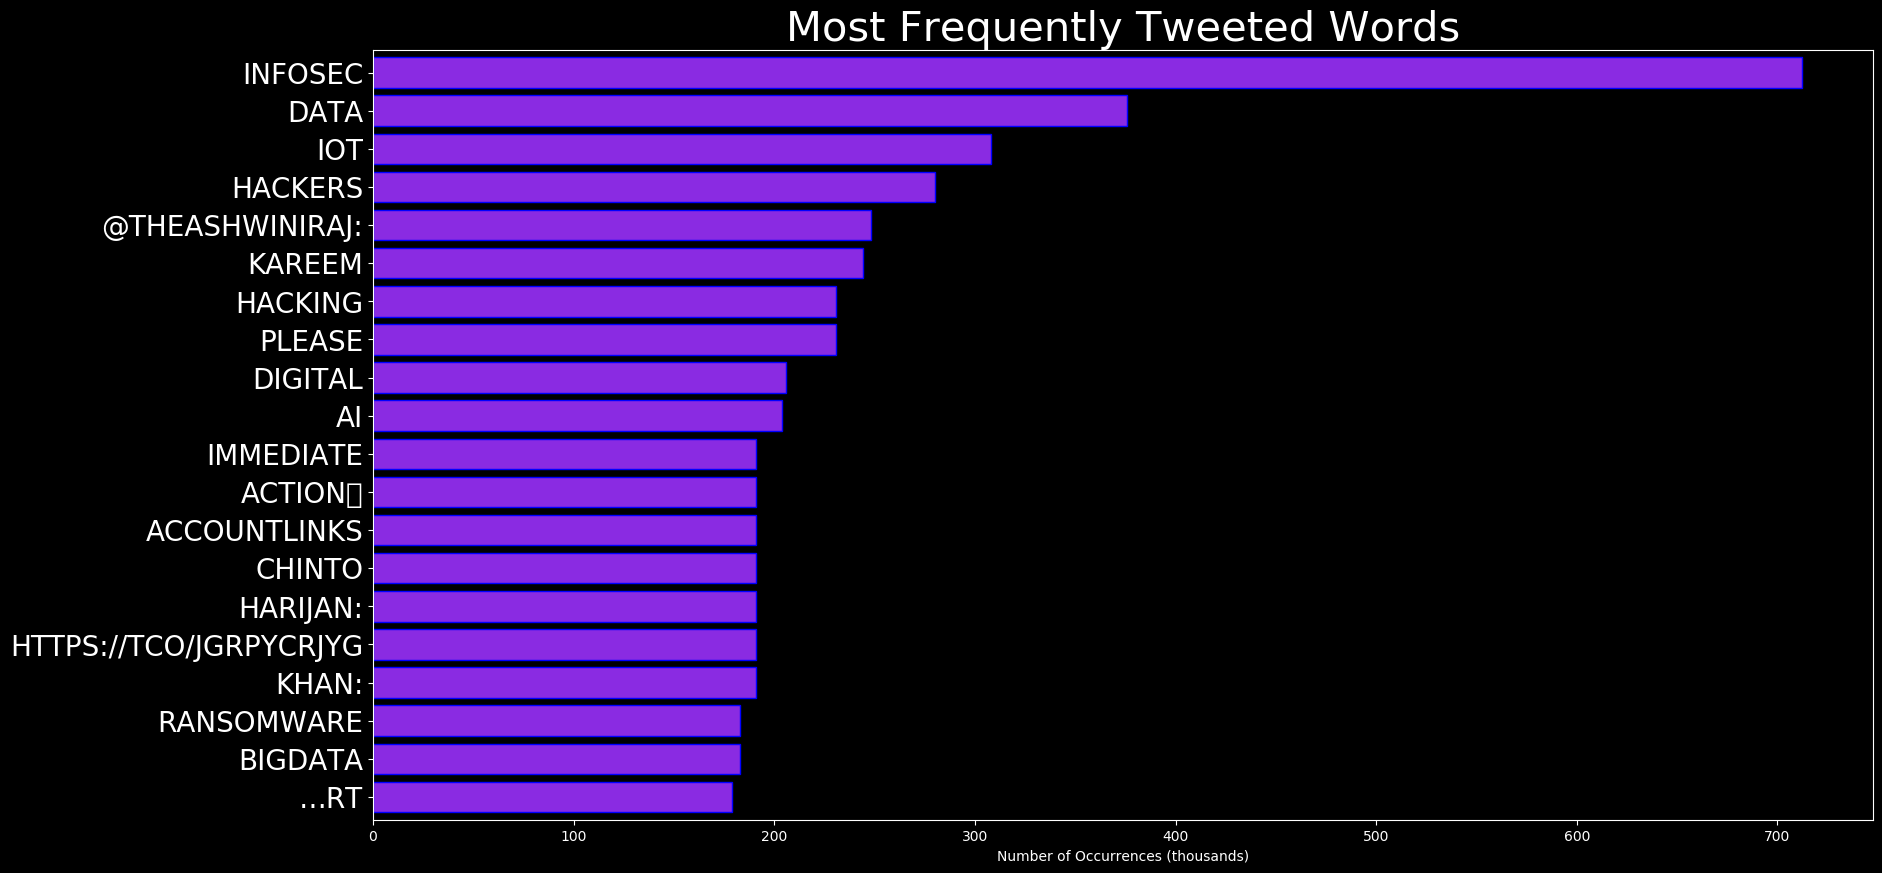 Most Frequently Tweeted Words
INFOSEC
DATA
IOT
HACKERS
@THEASHWINIRAJ:
KAREEM
HACKING
PLEASE
DIGITAL
AI
IMMEDIATE
ACTION▯
ACCOUNTLINKS
CHINTO
HARIJAN:
HTTPS://TCO/JGRPYCRJYG
KHAN:
RANSOMWARE
BIGDATA
…RT
0 100 200 300 400 500 600 700
Number of Occurrences (thousands)